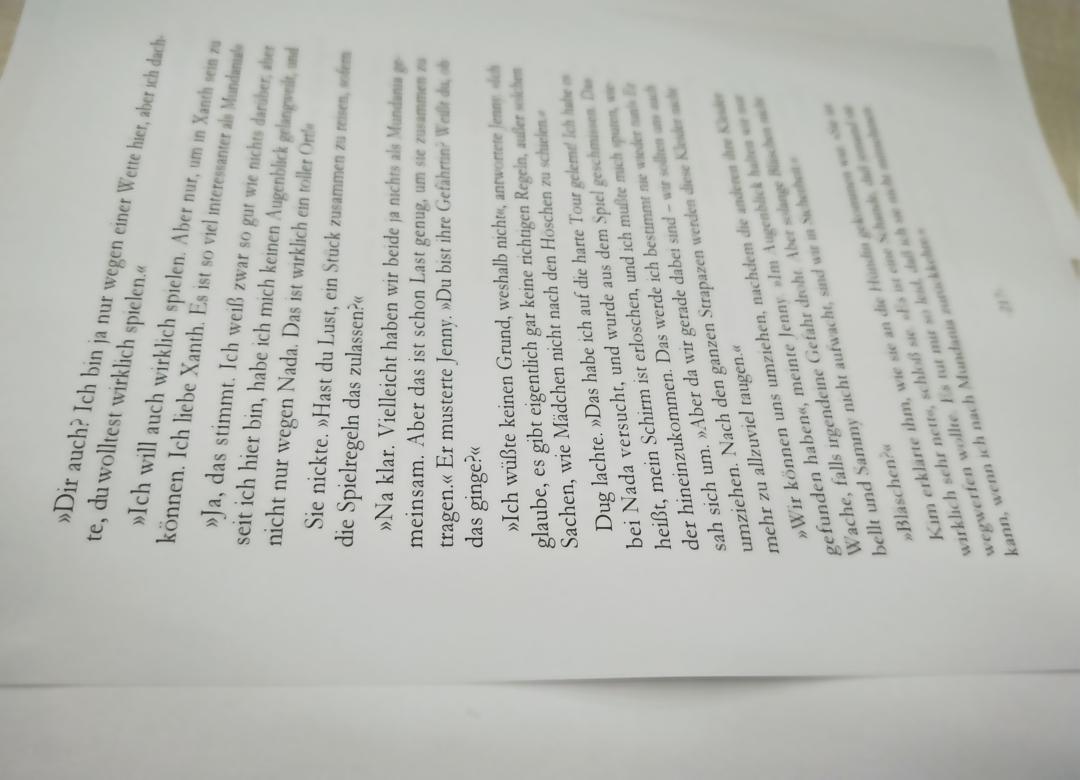 »Dir auch? Ich bin ja nur wegen einer Wette hier, aber ich dach-
te, du wolltest wirklich spielen.«
»Ich will auch wirklich spielen. Aber nur, um in Xanth sein zu
können. Ich liebe Xanth. Es ist so viel interessanter als Mundania.«
»Ja, das stimmt. Ich weiß zwar so gut wie nichts darüber, aber
seit ich hier bin, habe ich mich keinen Augenblick gelangweilt, und
nicht nur wegen Nada. Das ist wirklich ein toller Ort!«
Sie nickte. »Hast du Lust, ein Stück zusammen zu reisen, sofern
die Spielregeln das zulassen?«
»Na klar. Vielleicht haben wir beide ja nichts als Mundania ge-
meinsam. Aber das ist schon Last genug, um sie zusammen zu
tragen.« Er musterte Jenny. »Du bist ihre Gefährtin? Weißt du, ob
das ginge?«
»Ich wüßte keinen Grund, weshalb nicht«, antwortete Jenny. »Ich
glaube, es gibt eigentlich gar keine richtigen Regeln, außer solchen
Sachen, wie Mädchen nicht nach den Höschen zu schielen.«
Dug lachte. »Das habe ich auf die harte Tour gelernt! Ich habe es
bei Nada versucht, und wurde aus dem Spiel geschmissen. Das
heißt, mein Schirm ist erloschen, und ich mußte mich sputen, wie-
der hineinzukommen. Das werde ich bestimmt nie wieder tun!« Er
sah sich um. »Aber da wir gerade dabei sind – wir sollten uns auch
umziehen. Nach den ganzen Strapazen werden diese Kleider nicht
mehr zu allzuviel taugen.«
»Wir können uns umziehen, nachdem die anderen ihre Kleider
gefunden haben«, meinte Jenny. »Im Augenblick halten wir nur
Wache, falls irgendeine Gefahr droht. Aber solange Bläschen nicht
bellt und Sammy nicht aufwacht, sind wir in Sicherheit.«
»Bläschen?«
Kim erklärte ihm, wie sie an die Hündin gekommen war. »Sie ist
wirklich sehr nett«, schloß sie. »Es ist eine Schande, daß jemand sie
wegwerfen wollte. Es tut mir so leid, daß ich sie nicht mitnehmen
kann, wenn ich nach Mundania zurückkehre.«